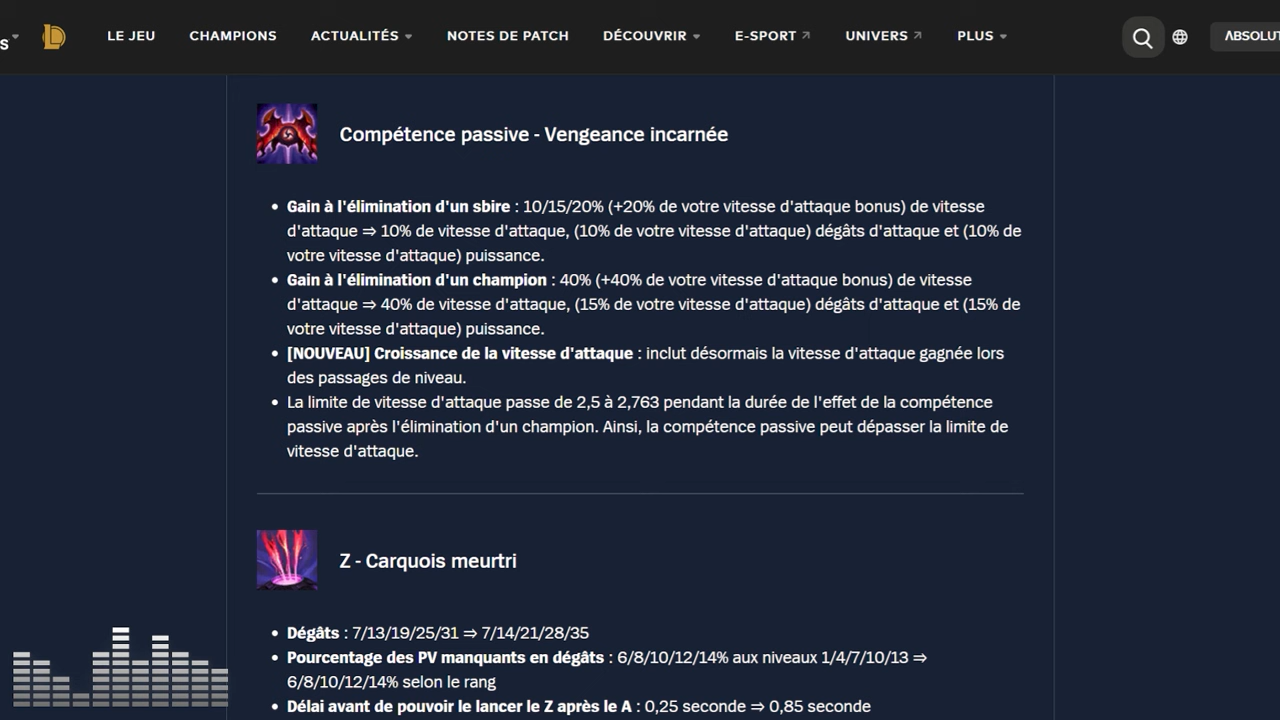 S
LE JEU CHAMPIONS ACTUALITÉS NOTES DE PATCH DÉCOUVRIR E-SPORT UNIVERS PLUS ABSOLUT
Compétence passive - Vengeance incarnée
• Gain à l'élimination d'un sbire : 10/15/20% (+20% de votre vitesse d'attaque bonus) de vitesse
d'attaque ⇒ 10% de vitesse d'attaque, (10% de votre vitesse d'attaque) dégâts d'attaque et (10% de
votre vitesse d'attaque) puissance.
• Gain à l'élimination d'un champion : 40% (+40% de votre vitesse d'attaque bonus) de vitesse
d'attaque ⇒ 40% de vitesse d'attaque, (15% de votre vitesse d'attaque) dégâts d'attaque et (15% de
votre vitesse d'attaque) puissance.
• [NOUVEAU] Croissance de la vitesse d'attaque : inclut désormais la vitesse d'attaque gagnée lors
des passages de niveau.
• La limite de vitesse d'attaque passe de 2,5 à 2,763 pendant la durée de l'effet de la compétence
passive après l'élimination d'un champion. Ainsi, la compétence passive peut dépasser la limite de
vitesse d'attaque.
Z - Carquois meurtri
• Dégâts : 7/13/19/25/31 ⇒ 7/14/21/28/35
• Pourcentage des PV manquants en dégâts : 6/8/10/12/14% aux niveaux 1/4/7/10/13 ⇒
6/8/10/12/14% selon le rang
• Délai avant de pouvoir le lancer le Z après le A : 0,25 seconde ⇒ 0,85 seconde